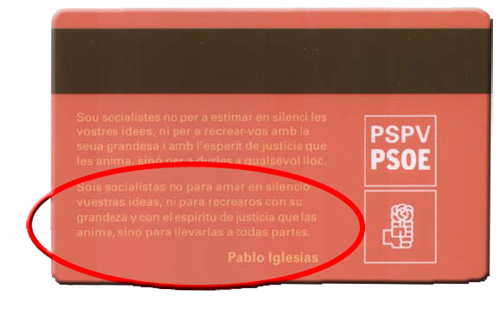 Sou socialistes no per a estimar en silenci les
vostres idees, ni per a recrear-vos amb la
seua grandesa i amb l'esperit de justícia que
les anima, sinó per a durles a qualsevol lloc.
Sois socialistas no para amar en silencio
vuestras ideas, ni para recrearos con su
grandeza y con el espíritu de justicia que las
anima, sino para llevarlas a todas partes.
Pablo Iglesias
PSPV
PSOE